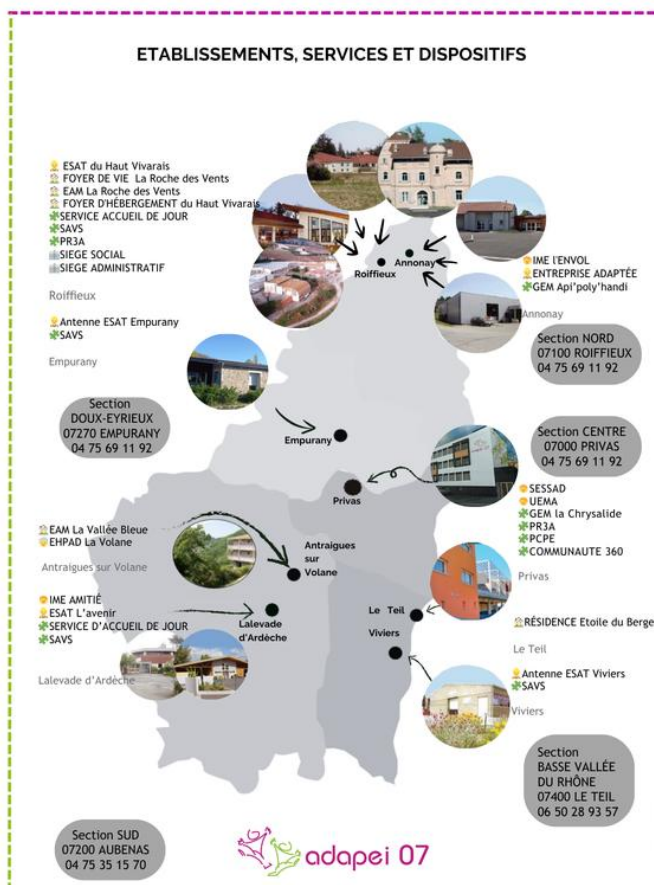 ETABLISSEMENTS, SERVICES ET DISPOSITIFS
ESAT du Haut Vivarais
FOYER DE VIE La Roche des Vents
EAM La Roche des Vents
FOYER D'HÉBERGEMENT du Haut Vivarais
SERVICE ACCUEIL DE JOUR
SAVS
PR3A
SIEGE SOCIAL
SIEGE ADMINISTRATIF
Roiffieux
Roiffieux
Annonay
IME l'ENVOL
ENTREPRISE ADAPTÉE
GEM Api'poly'handi
Annonay
Antenne ESAT Empurany
SAVS
Empurany
Section NORD
07100 ROIFFIEUX
04 75 69 11 92
Section
DOUX-EYRIEUX
07270 EMPURANY
04 75 69 11 92
Empurany
Section CENTRE
07000 PRIVAS
04 75 69 11 92
Privas
SESSAD
UEMA
GEM la Chrysalide
PR3A
PCPE
COMMUNAUTE 360
Privas
EAM La Vallée Bleue
EHPAD La Volane
Antraigues sur Volane
Antraigues
sur
Volane
IME AMITIÉ
ESAT L'avenir
SERVICE D'ACCUEIL DE JOUR
SAVS
Lalevade d'Ardèche
Lalevade
d'Ardèche
Le Teil
Viviers
RÉSIDENCE Etoile du Berger
Le Teil
Antenne ESAT Viviers
SAVS
Viviers
Section
BASSE VALLÉE
DU RHÔNE
07400 LE TEIL
06 50 28 93 57
Section SUD
07200 AUBENAS
04 75 35 15 70
adapei 07